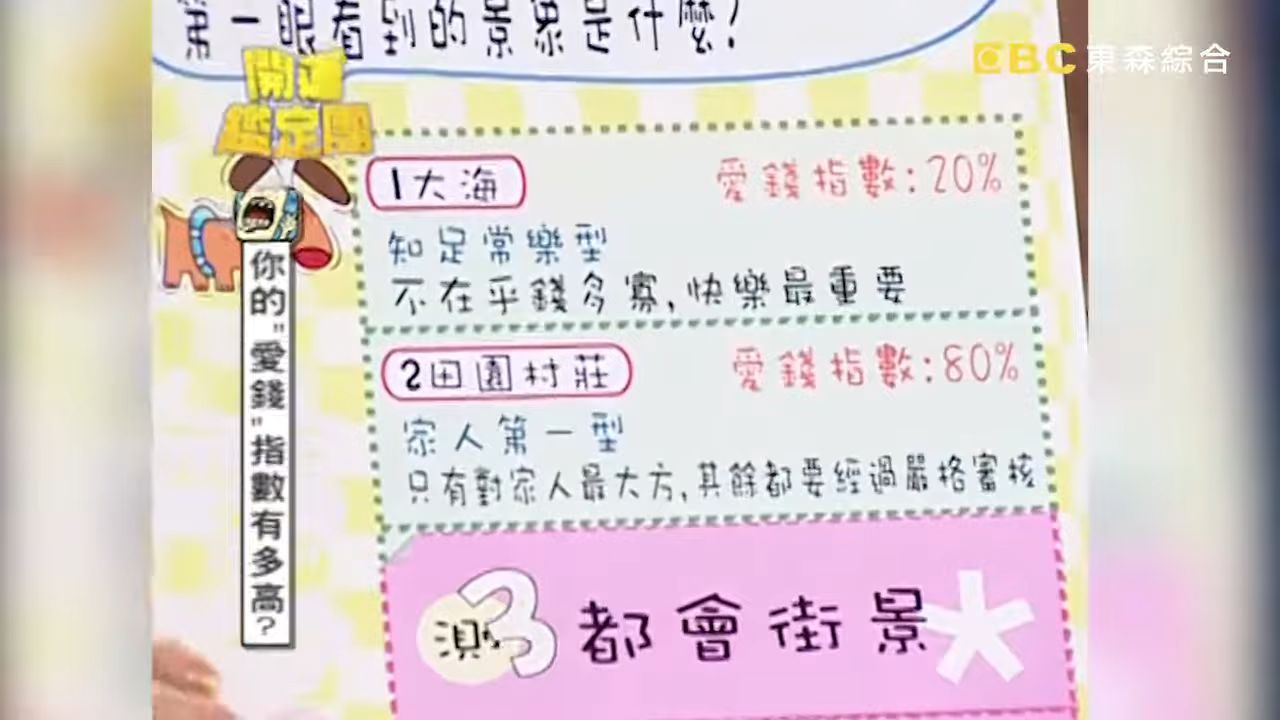 第一眼看到的景象是什麼?
EBC 東森綜合
開運
鑑定團
1大海
愛錢指數:20%
知足常樂型
不在乎錢多寡,快樂最重要
2田園村莊
愛錢指數:80%
家人第一型
只有對家人最大方,其餘都要經過嚴格審核
測
3都會街景
你的"愛錢"指數有多高?